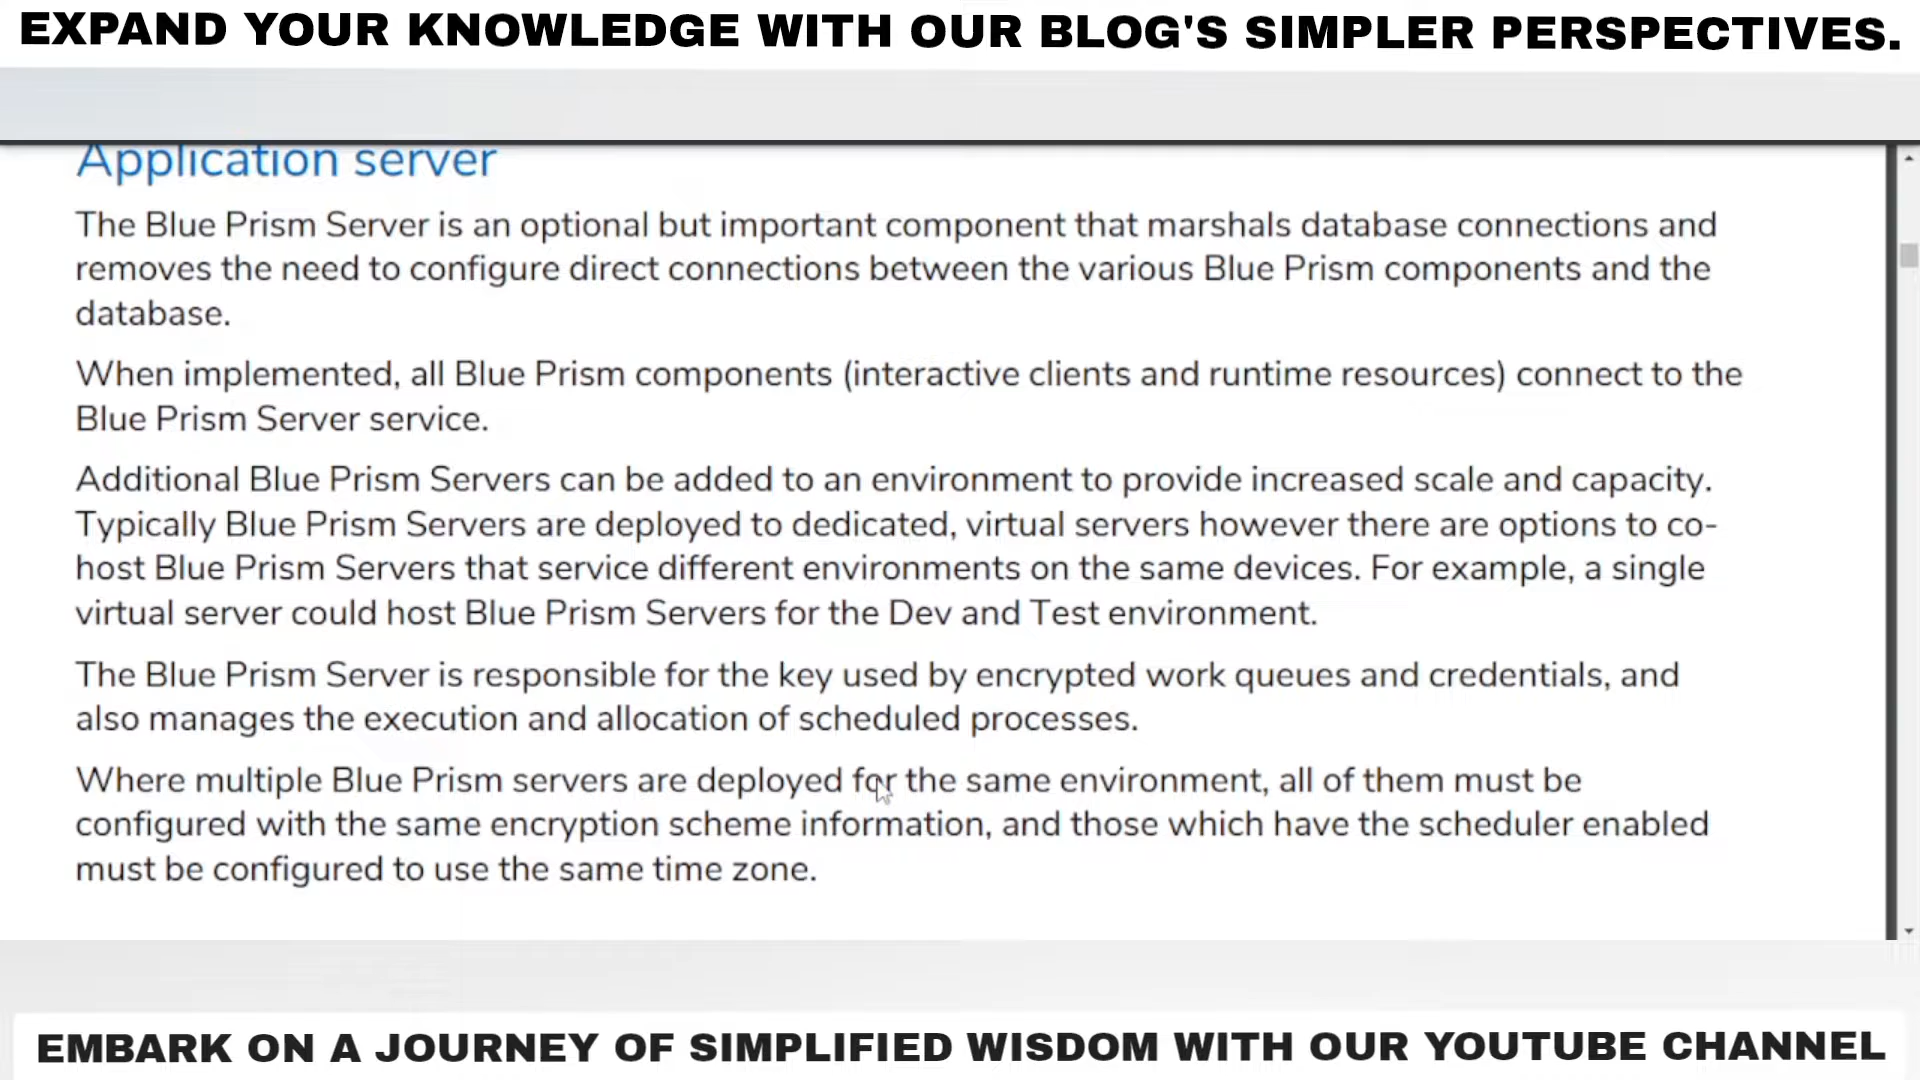 EXPAND YOUR KNOWLEDGE WITH OUR BLOG'S SIMPLER PERSPECTIVES.
Application server
The Blue Prism Server is an optional but important component that marshals database connections and
removes the need to configure direct connections between the various Blue Prism components and the
database.
When implemented, all Blue Prism components (interactive clients and runtime resources) connect to the
Blue Prism Server service.
Additional Blue Prism Servers can be added to an environment to provide increased scale and capacity.
Typically Blue Prism Servers are deployed to dedicated, virtual servers however there are options to co-
host Blue Prism Servers that service different environments on the same devices. For example, a single
virtual server could host Blue Prism Servers for the Dev and Test environment.
The Blue Prism Server is responsible for the key used by encrypted work queues and credentials, and
also manages the execution and allocation of scheduled processes.
Where multiple Blue Prism servers are deployed for the same environment, all of them must be
configured with the same encryption scheme information, and those which have the scheduler enabled
must be configured to use the same time zone.
EMBARK ON A JOURNEY OF SIMPLIFIED WISDOM WITH OUR YOUTUBE CHANNEL